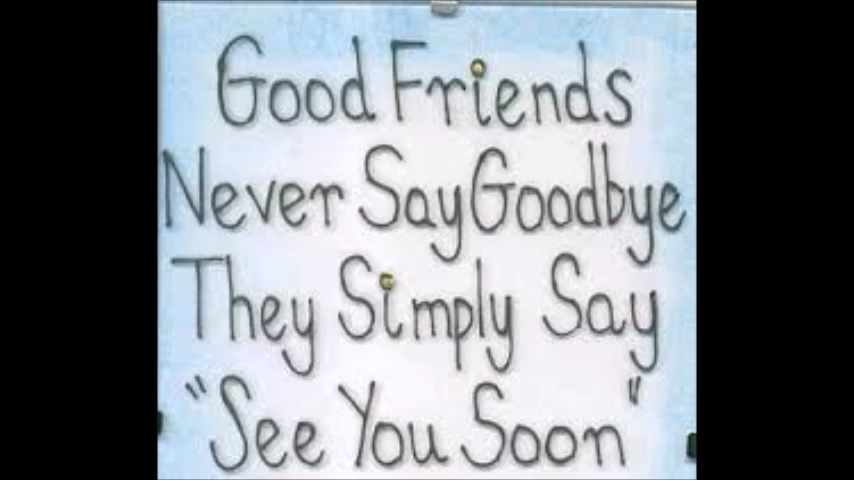 Good Friends
Never Say Goodbye
They Simply Say
"See You Soon"